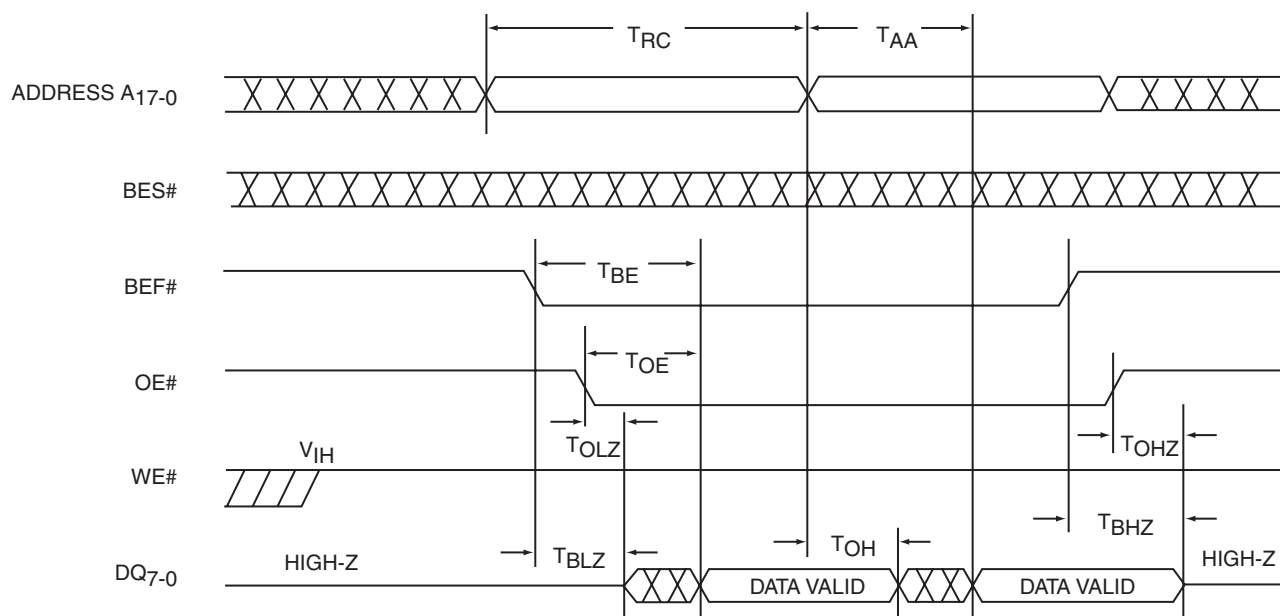 TRC TAA
ADDRESS A17-0
BES#
BEF# TBE
OE# TOE
TOLZ TOHZ
WE# VIH
TBLZ TOH TBHZ
DQ7-0 HIGH-Z DATA VALID DATA VALID HIGH-Z